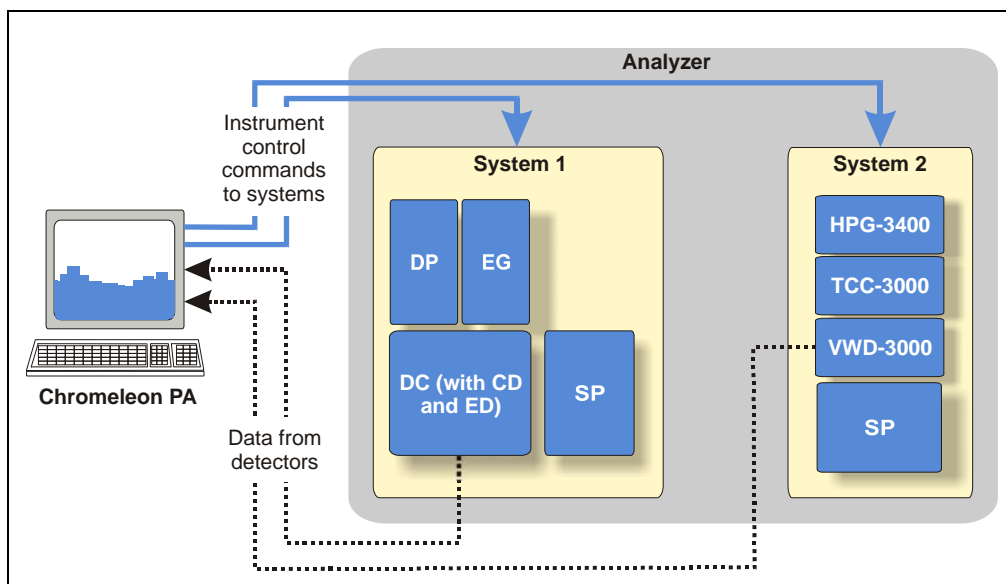 Analyzer
Instrument
control
commands
to systems
System 1
DP
EG
DC (with CD
and ED)
SP
System 2
HPG-3400
TCC-3000
VWD-3000
SP
Chromeleon PA
Data from
detectors